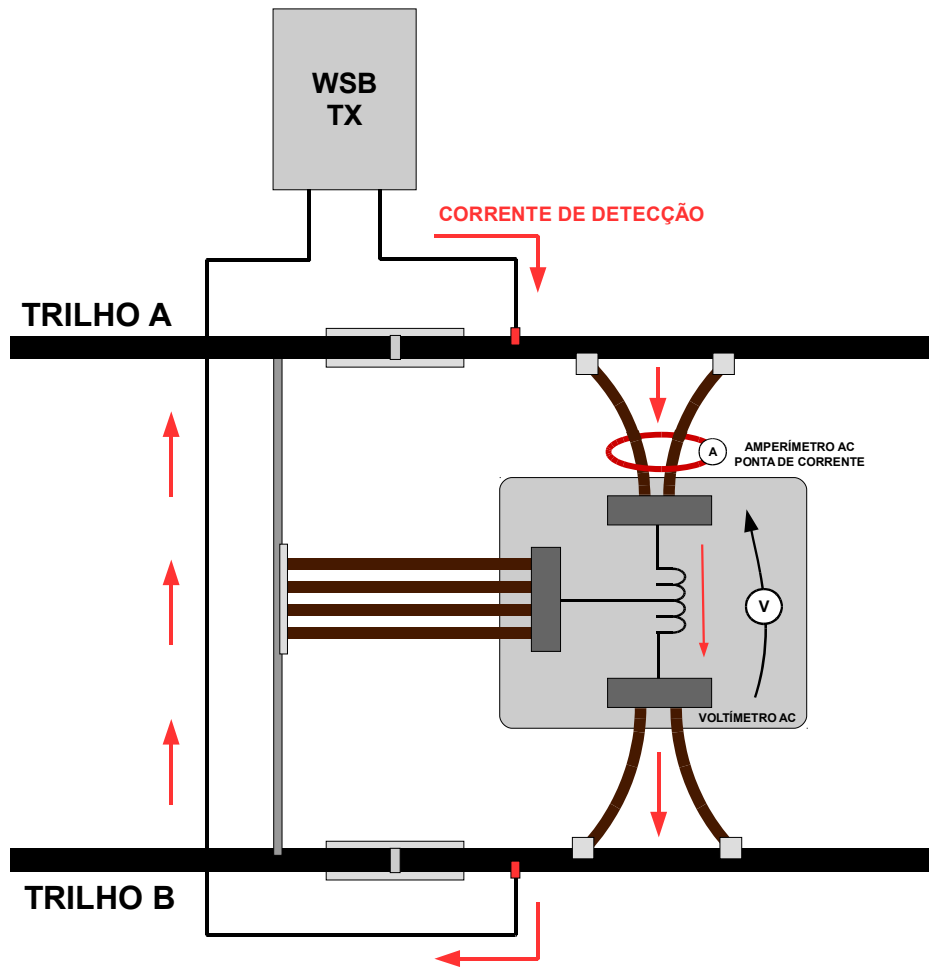 WSB
TX
CORRENTE DE DETECÇÃO
TRILHO A
A
AMPERÍMETRO AC
PONTA DE CORRENTE
V
VOLTÍMETRO AC
TRILHO B